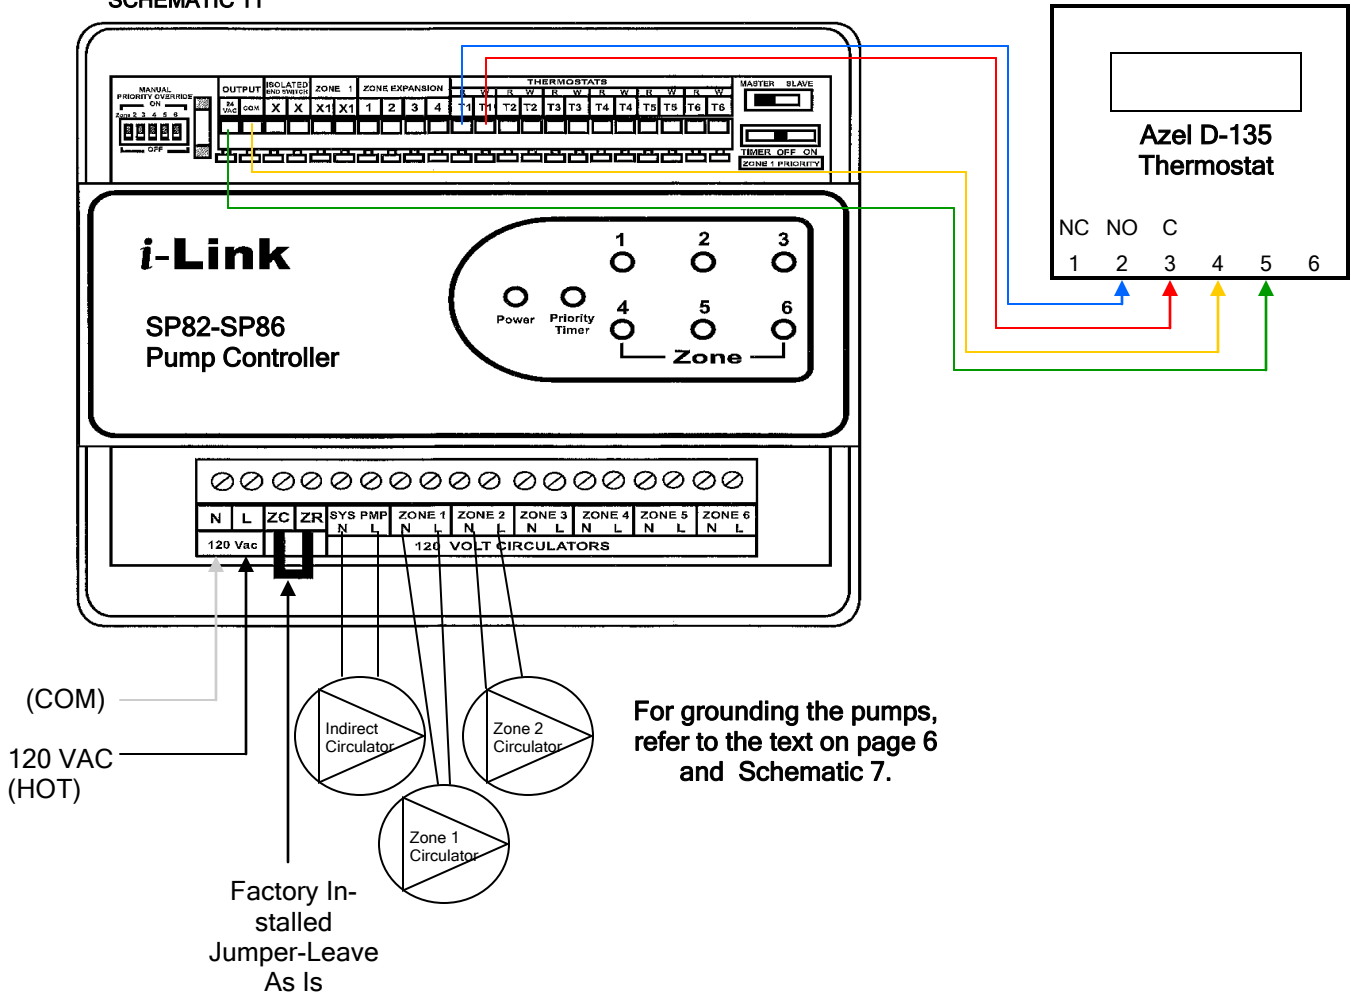 SCHEMATIC 11
MANUAL
PRIORITY OVERRIDE
ON
Zone 2 3 4 5 6
OFF
OUTPUT
24 VAC COM
ISOLATED
END SWITCH
X X
ZONE 1
X1 X1
ZONE EXPANSION
1 2 3 4
THERMOSTATS
R W R W R W R W R W R W
T1 T1 T2 T2 T3 T3 T4 T4 T5 T5 T6 T6
MASTER SLAVE
TIMER OFF ON
ZONE 1 PRIORITY
Azel D-135
Thermostat
NC NO C
1 2 3 4 5 6
i-Link
SP82-SP86
Pump Controller
Power
Priority
Timer
1 2 3
4 5 6
Zone
N L ZC ZR
120 Vac
SYS PMP
N L
ZONE 1
N L
ZONE 2
N L
ZONE 3
N L
ZONE 4
N L
ZONE 5
N L
ZONE 6
N L
120 VOLT CIRCULATORS
(COM)
120 VAC
(HOT)
Indirect
Circulator
Zone 2
Circulator
Zone 1
Circulator
For grounding the pumps,
refer to the text on page 6
and Schematic 7.
Factory In-
stalled
Jumper-Leave
As Is